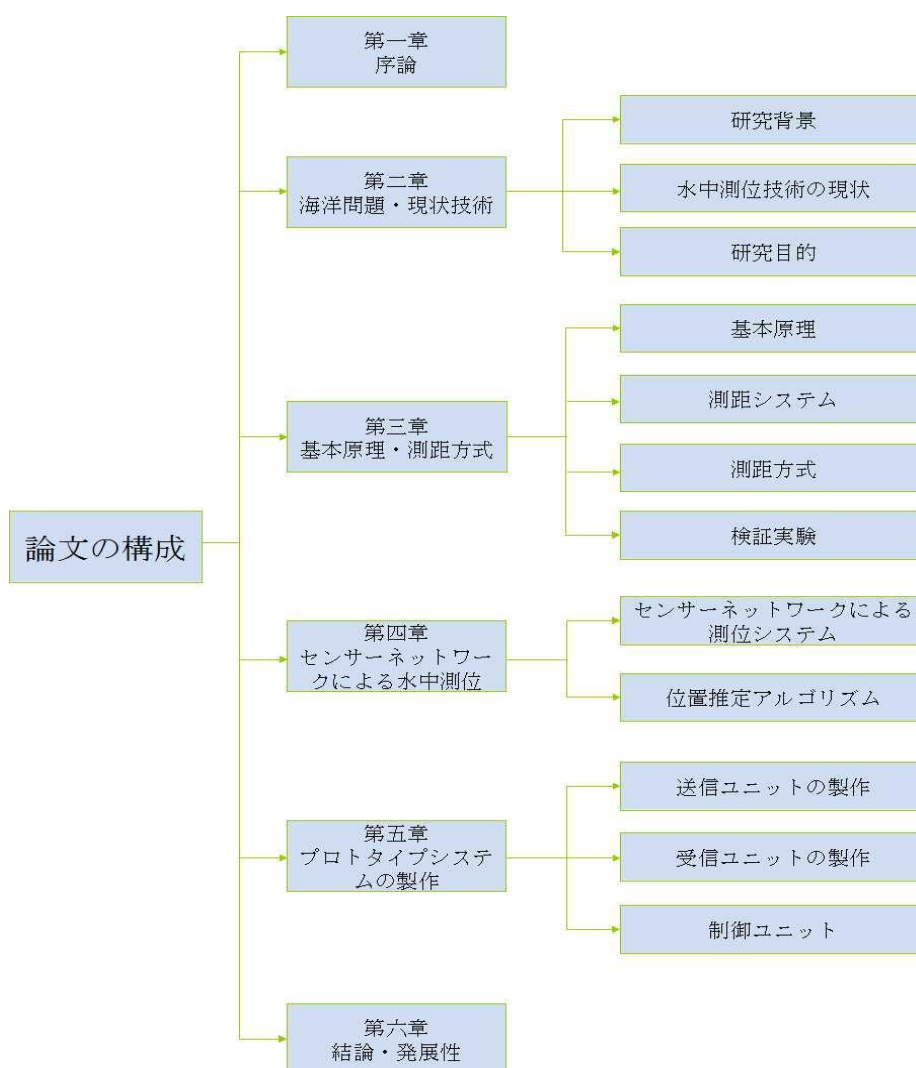 論文の構成
第一章
序論
第二章
海洋問題・現状技術
研究背景
水中測位技術の現状
研究目的
第三章
基本原理・測距方式
基本原理
測距システム
測距方式
検証実験
第四章
センサーネットワー
クによる水中測位
センサーネットワークによる
測位システム
位置推定アルゴリズム
第五章
プロトタイプシステ
ムの製作
送信ユニットの製作
受信ユニットの製作
制御ユニット
第六章
結論・発展性